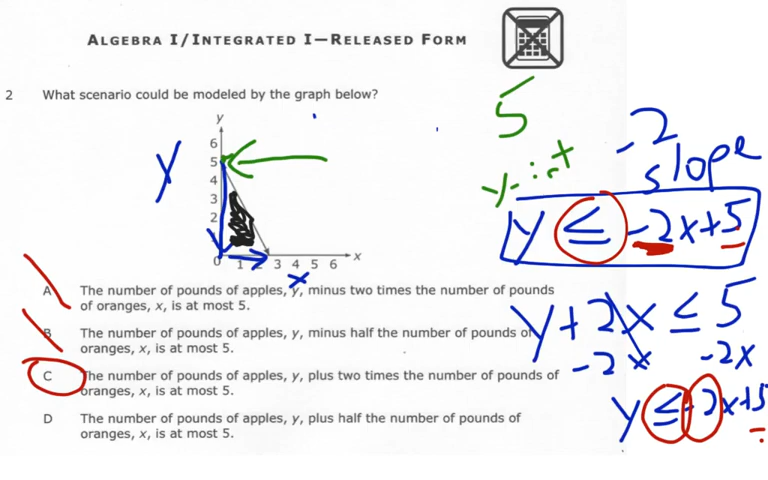 ALGEBRA I/INTEGRATED I—RELEASED FORM
2 What scenario could be modeled by the graph below?
y
6
5
4
3
2
0 1 2 3 4 5 6 x
y
x
5
y-int
-2
slope
y ≤ -2x+5
A The number of pounds of apples, y, minus two times the number of pounds
of oranges, x, is at most 5.
B The number of pounds of apples, y, minus half the number of pounds of
oranges, x, is at most 5.
C The number of pounds of apples, y, plus two times the number of pounds of
oranges, x, is at most 5.
D The number of pounds of apples, y, plus half the number of pounds of
oranges, x, is at most 5.
y+2x ≤ 5
-2x -2x
y ≤ -2x+5